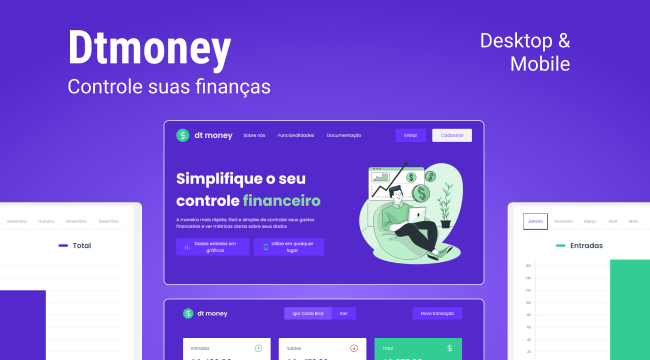 Dtmoney
Controle suas finanças
Desktop &
Mobile
dt money
Sobre nós
Funcionalidades
Documentação
Entrar
Cadastrar
Simplifique o seu
controle financeiro
A maneira mais rápida, fácil e simples de controlar seus gastos
financeiros e ver métricas claras sobre seus dados
Dados exibidos em
gráficos
Utilize em qualquer
lugar
Setembro
Outubro
Novembro
Dezembro
Total
Janeiro
Fevereiro
Março
Abril
Maio
Entradas
dt money
Igor Costa Braz
Sair
Nova transação
Entradas
Saídas
Total